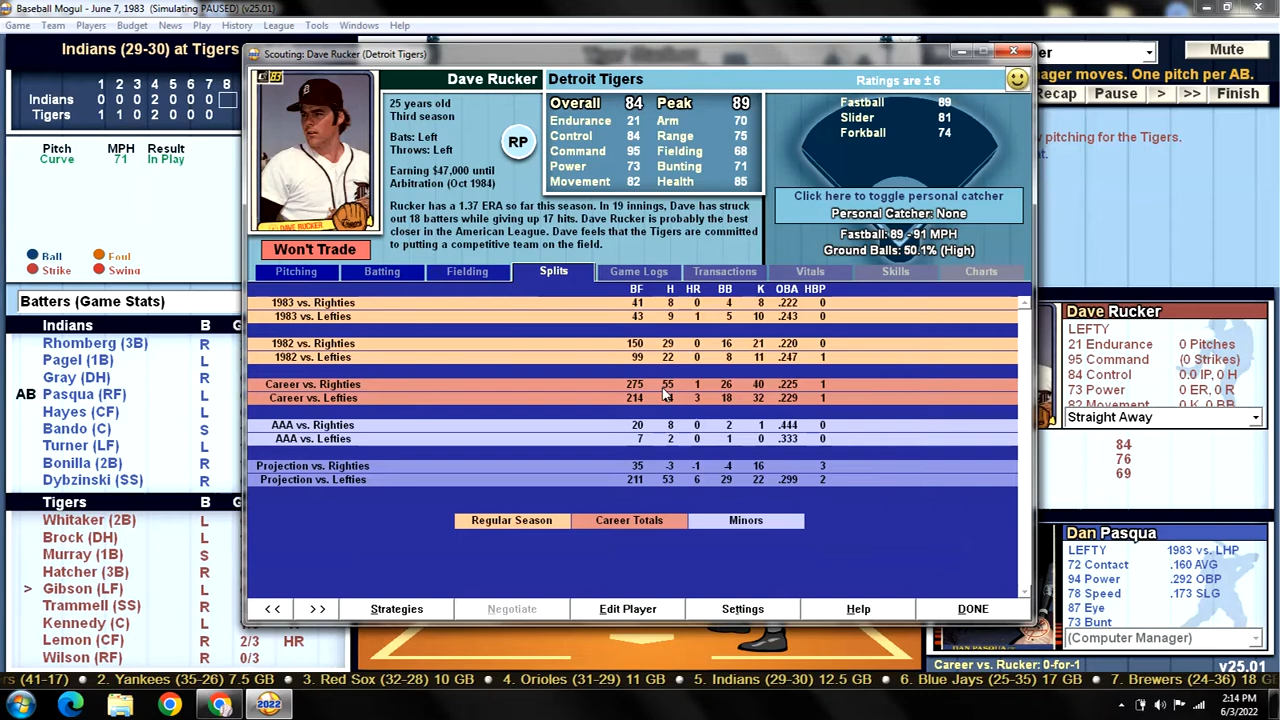 Baseball Mogul - June 7, 1983 (Simulating PAUSED) (v25.01)
Game Team Players Budget News Play History League Tools Windows Help
Indians (29-30) at Tigers
Mute
1 2 3 4 5 6 7 8
Indians 0 0 0 2 0 0 0
Tigers 1 1 0 2 0 0 0
Pitch MPH Result
Curve 71 In Play
Ball Foul
Strike Swing
Batters (Game Stats)
Indians B
Rhomberg (3B) R
Pagel (1B) L
Gray (DH) R
AB Pasqua (RF) L
Hayes (CF) L
Bando (C) S
Turner (LF) L
Bonilla (2B) R
Dybzinski (SS) R
Tigers B
Whitaker (2B) L
Brock (DH) L
Murray (1B) S
Hatcher (3B) R
> Gibson (LF) L
Trammell (SS) R
Kennedy (C) L
Lemon (CF) R 2/3 HR
Wilson (RF) R 0/3
Scouting: Dave Rucker (Detroit Tigers)
Dave Rucker
Detroit Tigers
Ratings are ± 6
DAVE RUCKER
Won't Trade
25 years old
Third season
Bats: Left
Throws: Left
Earning $47,000 until
Arbitration (Oct 1984)
RP
Overall 84 Peak 89
Endurance 21 Arm 70
Control 84 Range 75
Command 95 Fielding 68
Power 73 Bunting 71
Movement 82 Health 85
Rucker has a 1.37 ERA so far this season. In 19 innings, Dave has struck
out 18 batters while giving up 17 hits. Dave Rucker is probably the best
closer in the American League. Dave feels that the Tigers are committed
to putting a competitive team on the field.
Fastball 89
Slider 81
Forkball 74
Click here to toggle personal catcher
Personal Catcher: None
Fastball: 89 - 91 MPH
Ground Balls: 50.1% (High)
Pitching Batting Fielding Splits Game Logs Transactions Vitals Skills Charts
BF H HR BB K OBA HBP
1983 vs. Righties 41 8 0 4 8 .222 0
1983 vs. Lefties 43 9 1 5 10 .243 0
1982 vs. Righties 150 29 0 16 21 .220 0
1982 vs. Lefties 99 22 0 8 11 .247 1
Career vs. Righties 275 55 1 26 40 .225 1
Career vs. Lefties 214 3 18 32 .229 1
AAA vs. Righties 20 8 0 2 1 .444 0
AAA vs. Lefties 7 2 0 1 0 .333 0
Projection vs. Righties 35 -3 -1 -4 16 3
Projection vs. Lefties 211 53 6 29 22 .299 2
Regular Season Career Totals Minors
<< >> Strategies Negotiate Edit Player Settings Help DONE
nager moves. One pitch per AB.
Recap Pause > >> Finish
y pitching for the Tigers.
Dave Rucker
LEFTY
21 Endurance 0 Pitches
95 Command (0 Strikes)
84 Control 0.0 IP, 0 H
73 Power 0 ER, 0 R
82 Movement 0 K, 0 BB
Straight Away
84
76
69
Dan Pasqua
LEFTY 1983 vs. LHP
72 Contact .160 AVG
94 Power .292 OBP
78 Speed .173 SLG
87 Eye
73 Bunt
(Computer Manager)
DAN PASQUA
Career vs. Rucker: 0-for-1
v25.01
rs (41-17) 2. Yankees (35-26) 7.5 GB 3. Red Sox (32-28) 10 GB 4. Orioles (31-29) 11 GB 5. Indians (29-30) 12.5 GB 6. Blue Jays (25-35) 17 GB 7. Brewers (24-36) 18 GB
2022
2:14 PM
6/3/2022